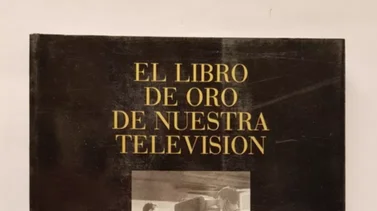 EL LIBRO
DE ORO
DE NUESTRA
TELEVISION